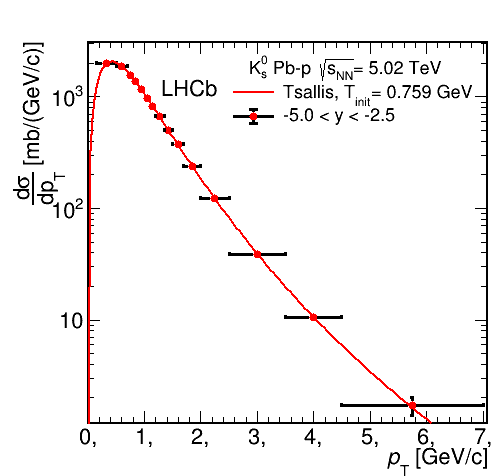 K⁰ₛ Pb-p √sNN = 5.02 TeV
LHCb
Tsallis, Tinit = 0.759 GeV
-5.0 < y < -2.5
dσ/dpT [mb/(GeV/c)]
10³
10²
10
0, 1, 2, 3, 4, 5, 6, 7,
pT [GeV/c]